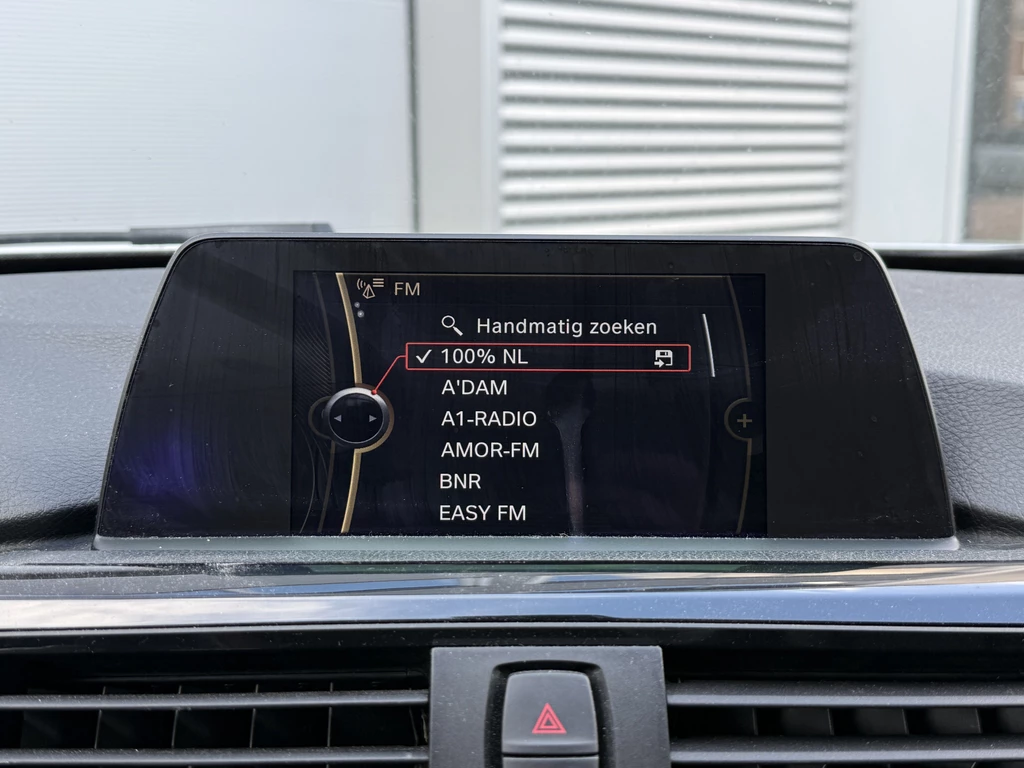 FM
Handmatig zoeken
100% NL
A'DAM
A1-RADIO
AMOR-FM
BNR
EASY FM